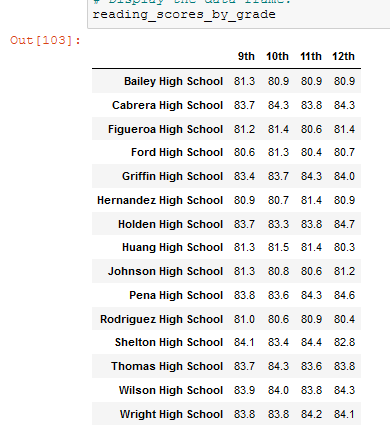 # Display the data frame.
reading_scores_by_grade
Out[103]:
9th 10th 11th 12th
Bailey High School 81.3 80.9 80.9 80.9
Cabrera High School 83.7 84.3 83.8 84.3
Figueroa High School 81.2 81.4 80.6 81.4
Ford High School 80.6 81.3 80.4 80.7
Griffin High School 83.4 83.7 84.3 84.0
Hernandez High School 80.9 80.7 81.4 80.9
Holden High School 83.7 83.3 83.8 84.7
Huang High School 81.3 81.5 81.4 80.3
Johnson High School 81.3 80.8 80.6 81.2
Pena High School 83.8 83.6 84.3 84.6
Rodriguez High School 81.0 80.6 80.9 80.4
Shelton High School 84.1 83.4 84.4 82.8
Thomas High School 83.7 84.3 83.6 83.8
Wilson High School 83.9 84.0 83.8 84.3
Wright High School 83.8 83.8 84.2 84.1